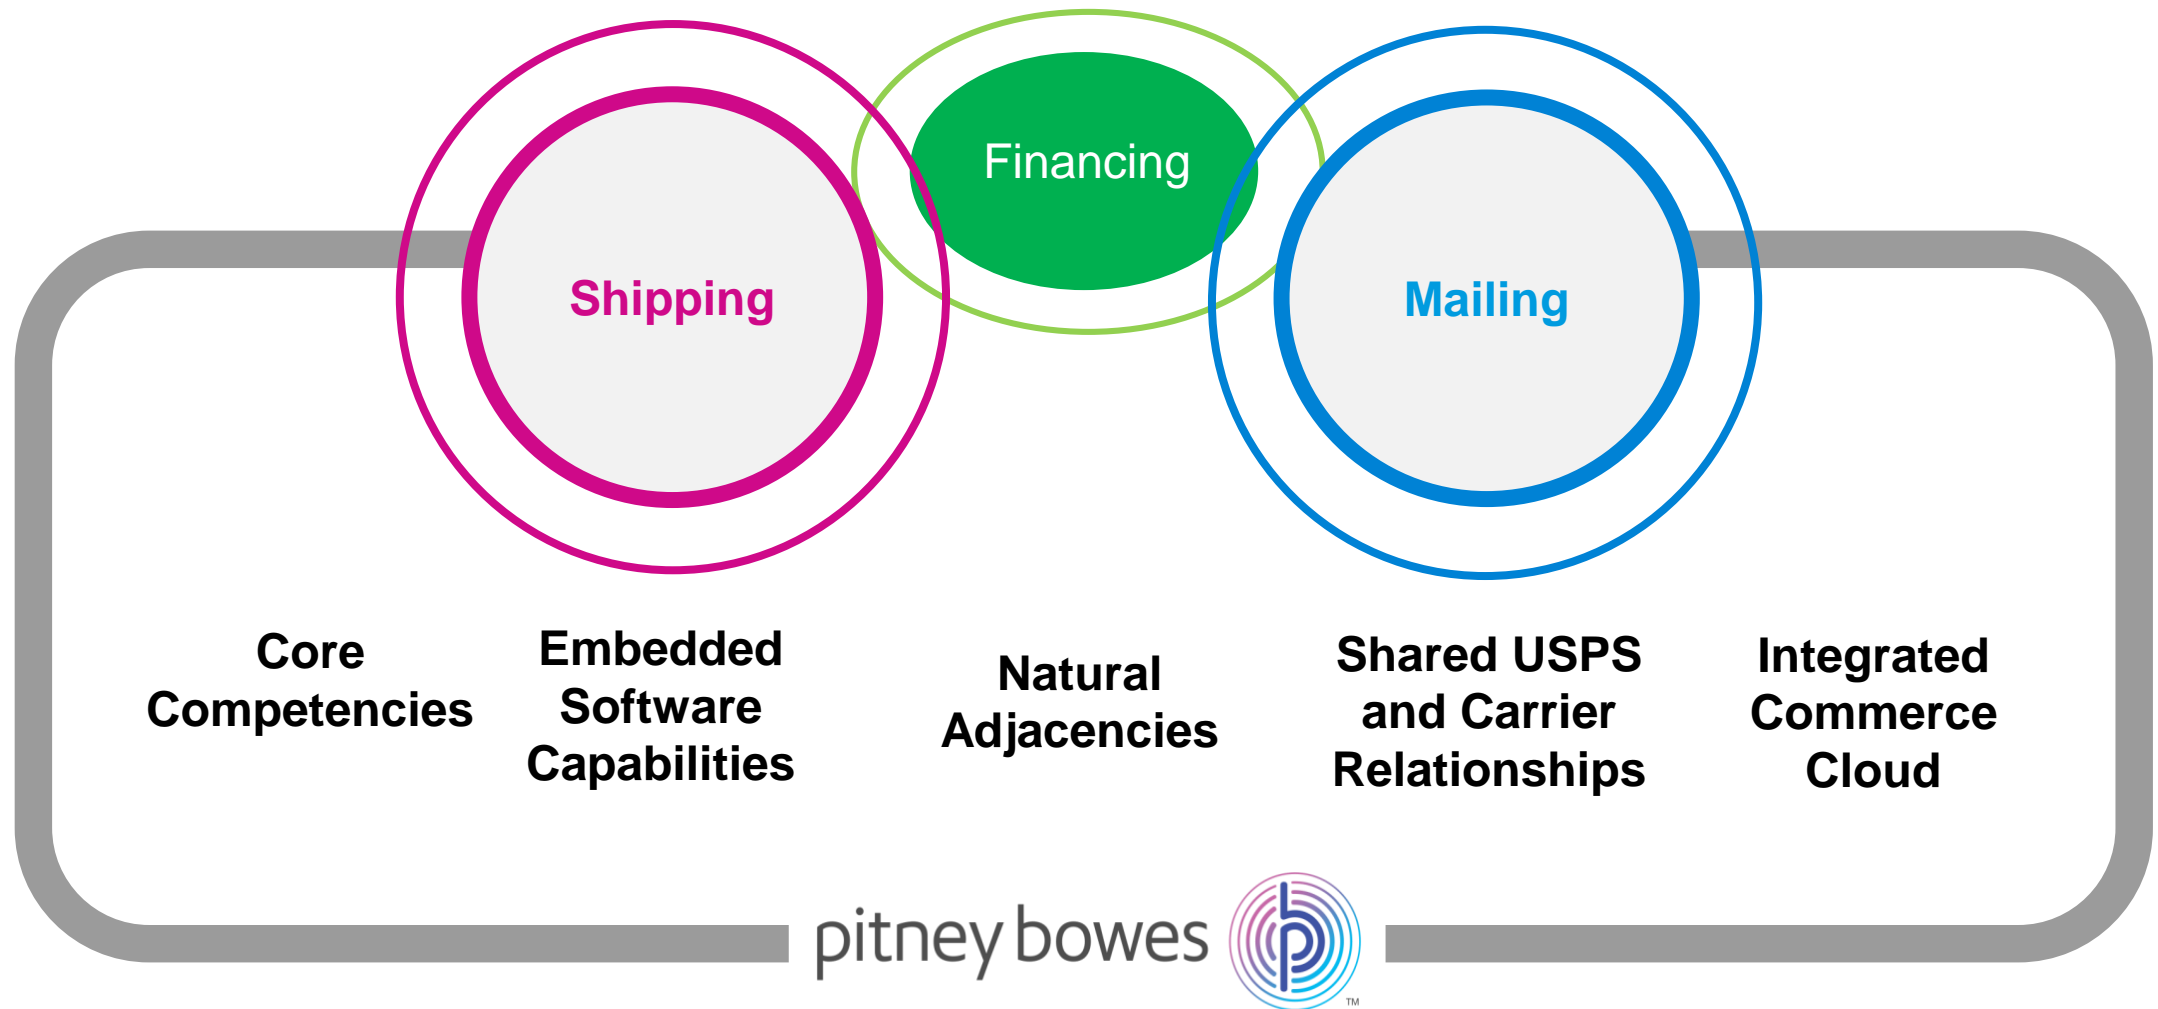 Financing
Shipping
Mailing
Core
Competencies
Embedded
Software
Capabilities
Natural
Adjacencies
Shared USPS
and Carrier
Relationships
Integrated
Commerce
Cloud
pitney bowes
TM